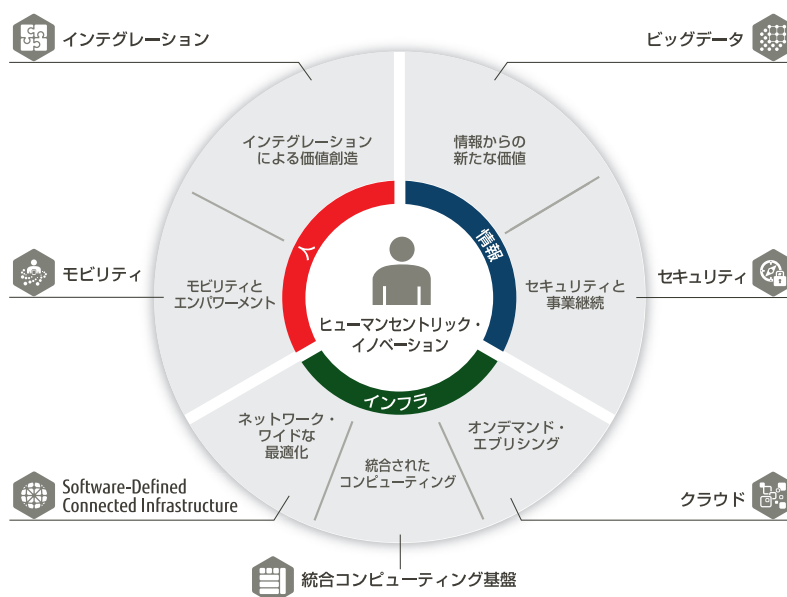 インテグレーション
ビッグデータ
インテグレーション
による価値創造
情報からの
新たな価値
人
情報
モビリティ
モビリティと
エンパワーメント
セキュリティと
事業継続
セキュリティ
ヒューマンセントリック・
イノベーション
インフラ
ネットワーク・
ワイドな
最適化
統合された
コンピューティング
オンデマンド・
エブリシング
Software-Defined
Connected Infrastructure
クラウド
統合コンピューティング基盤